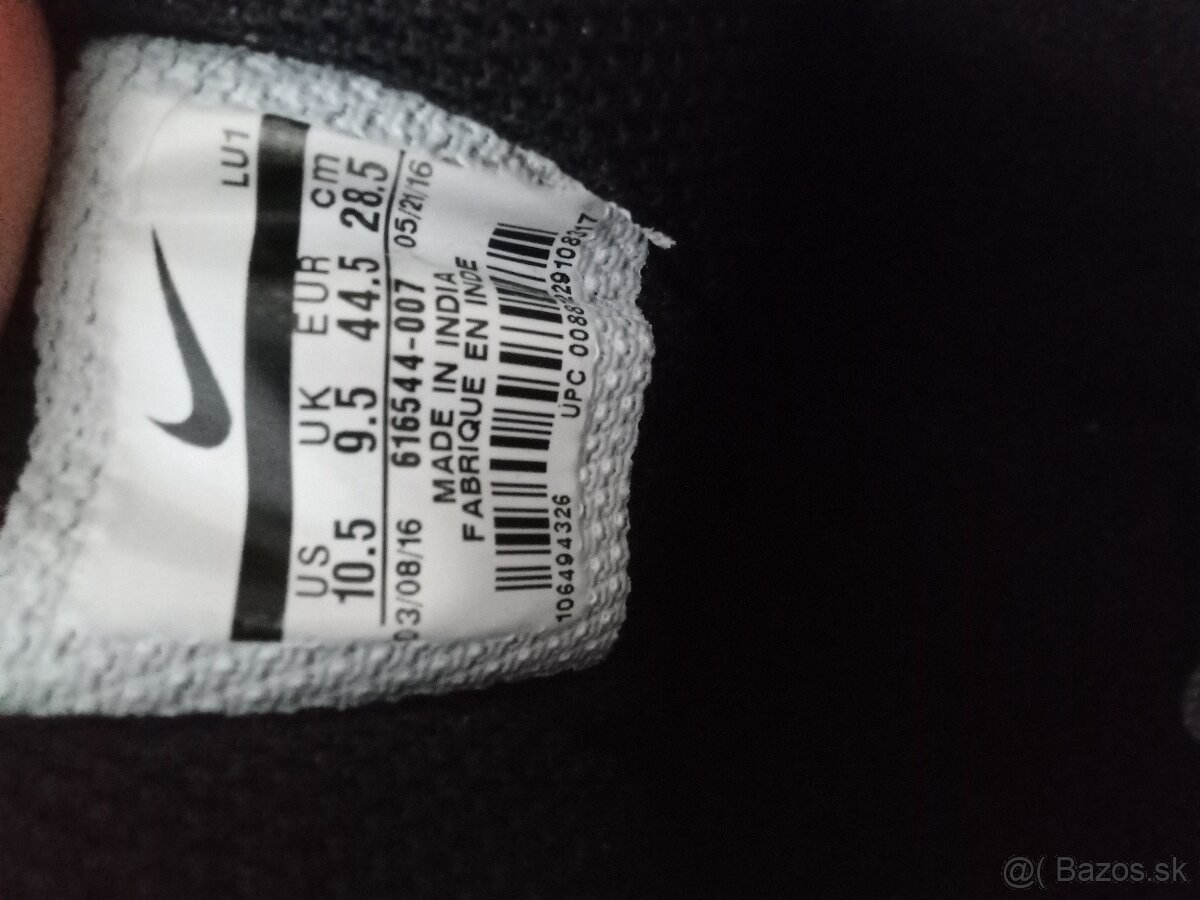 LU1
US UK EUR cm
10.5 9.5 44.5 28.5
03/08/16 616544-007 05/21/16
MADE IN INDIA
FABRIQUE EN INDE
106494326
@( Bazos.sk